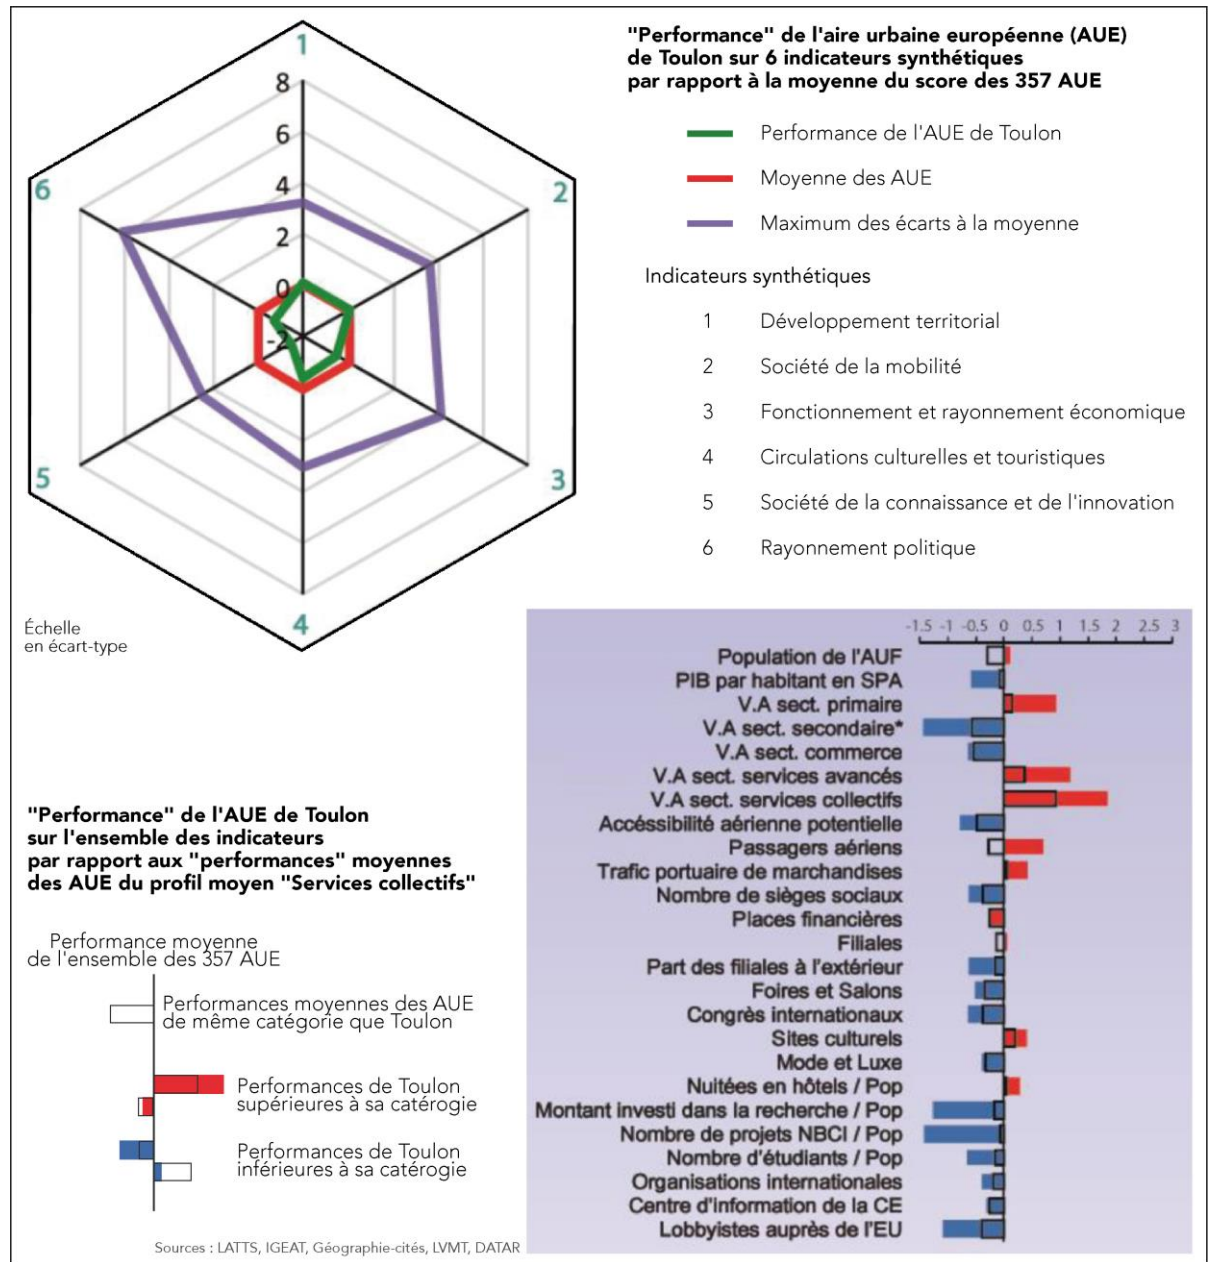 "Performance" de l'aire urbaine européenne (AUE)
de Toulon sur 6 indicateurs synthétiques
par rapport à la moyenne du score des 357 AUE
Performance de l'AUE de Toulon
Moyenne des AUE
Maximum des écarts à la moyenne
Indicateurs synthétiques
1 Développement territorial
2 Société de la mobilité
3 Fonctionnement et rayonnement économique
4 Circulations culturelles et touristiques
5 Société de la connaissance et de l'innovation
6 Rayonnement politique
1
2
3
4
5
6
8
6
4
2
0
-2
Échelle
en écart-type
"Performance" de l'AUE de Toulon
sur l'ensemble des indicateurs
par rapport aux "performances" moyennes
des AUE du profil moyen "Services collectifs"
Performance moyenne
de l'ensemble des 357 AUE
Performances moyennes des AUE
de même catégorie que Toulon
Performances de Toulon
supérieures à sa catérogie
Performances de Toulon
inférieures à sa catérogie
Sources : LATTS, IGEAT, Géographie-cités, LVMT, DATAR
-1.5 -1 -0.5 0 0.5 1 1.5 2 2.5 3
Population de l'AUF
PIB par habitant en SPA
V.A sect. primaire
V.A sect. secondaire*
V.A sect. commerce
V.A sect. services avancés
V.A sect. services collectifs
Accéssibilité aérienne potentielle
Passagers aériens
Trafic portuaire de marchandises
Nombre de sièges sociaux
Places financières
Filiales
Part des filiales à l'extérieur
Foires et Salons
Congrès internationaux
Sites culturels
Mode et Luxe
Nuitées en hôtels / Pop
Montant investi dans la recherche / Pop
Nombre de projets NBCI / Pop
Nombre d'étudiants / Pop
Organisations internationales
Centre d'information de la CE
Lobbyistes auprès de l'EU